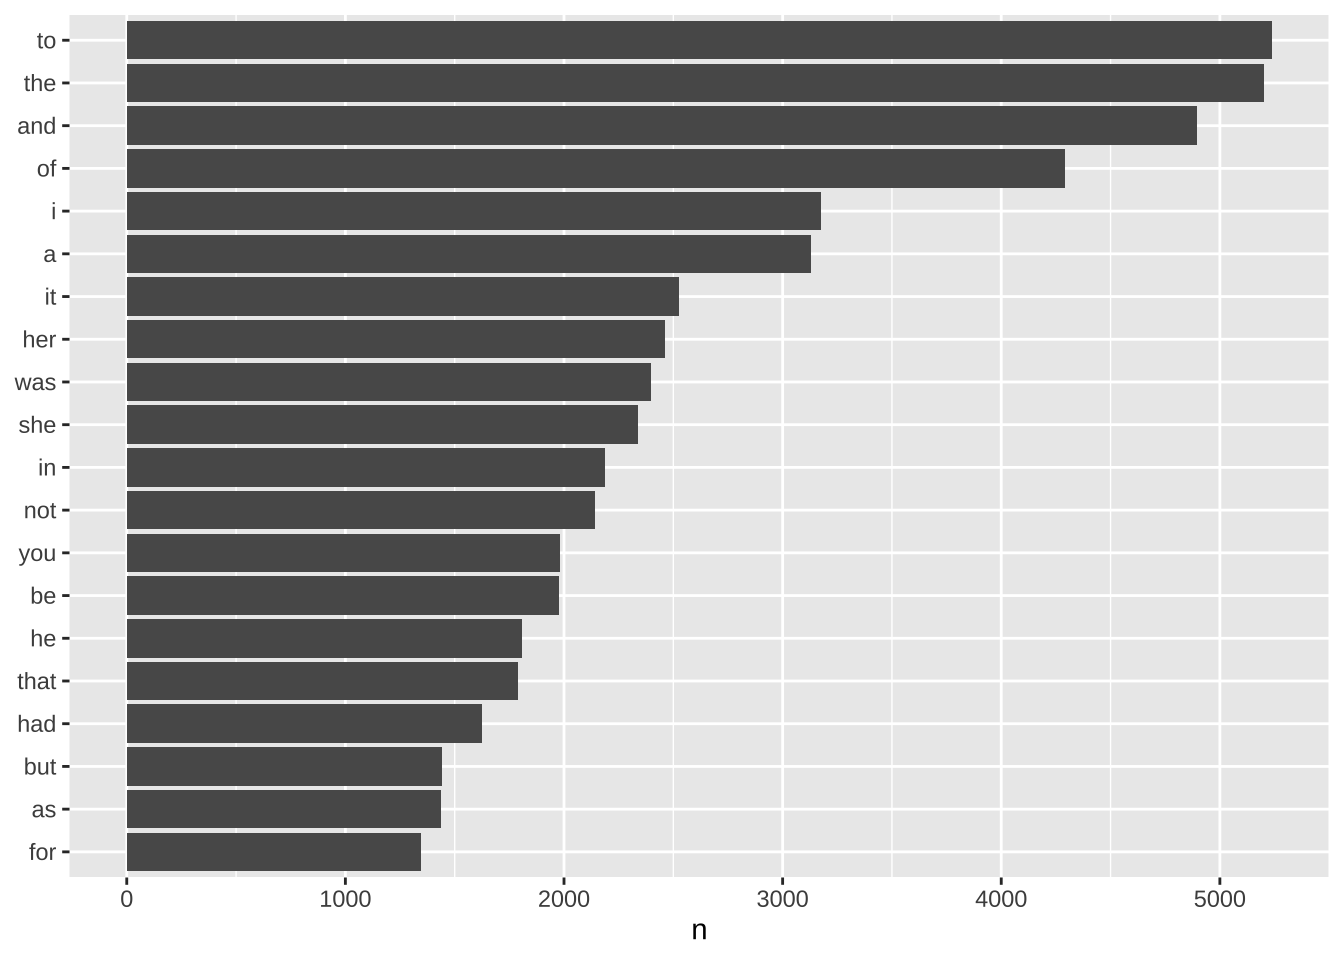 to
the
and
of
i
a
it
her
was
she
in
not
you
be
he
that
had
but
as
for
0 1000 2000 3000 4000 5000
n